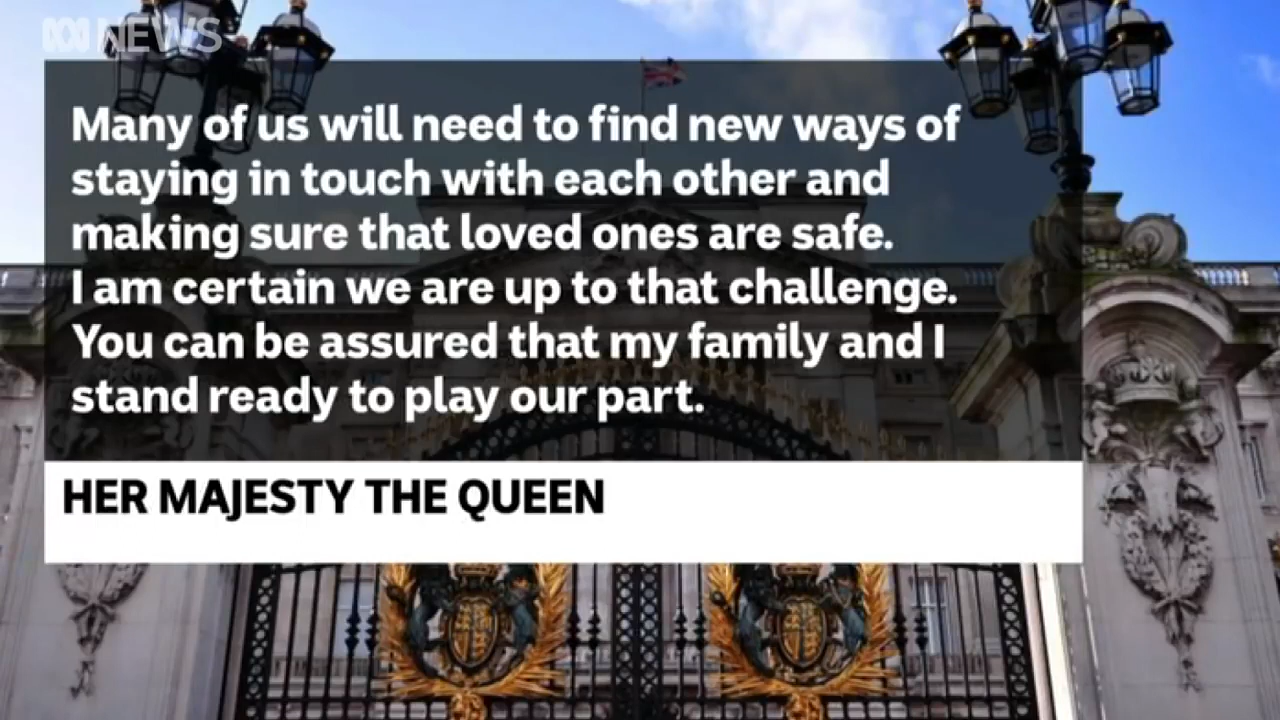 NEWS
Many of us will need to find new ways of
staying in touch with each other and
making sure that loved ones are safe.
I am certain we are up to that challenge.
You can be assured that my family and I
stand ready to play our part.
HER MAJESTY THE QUEEN